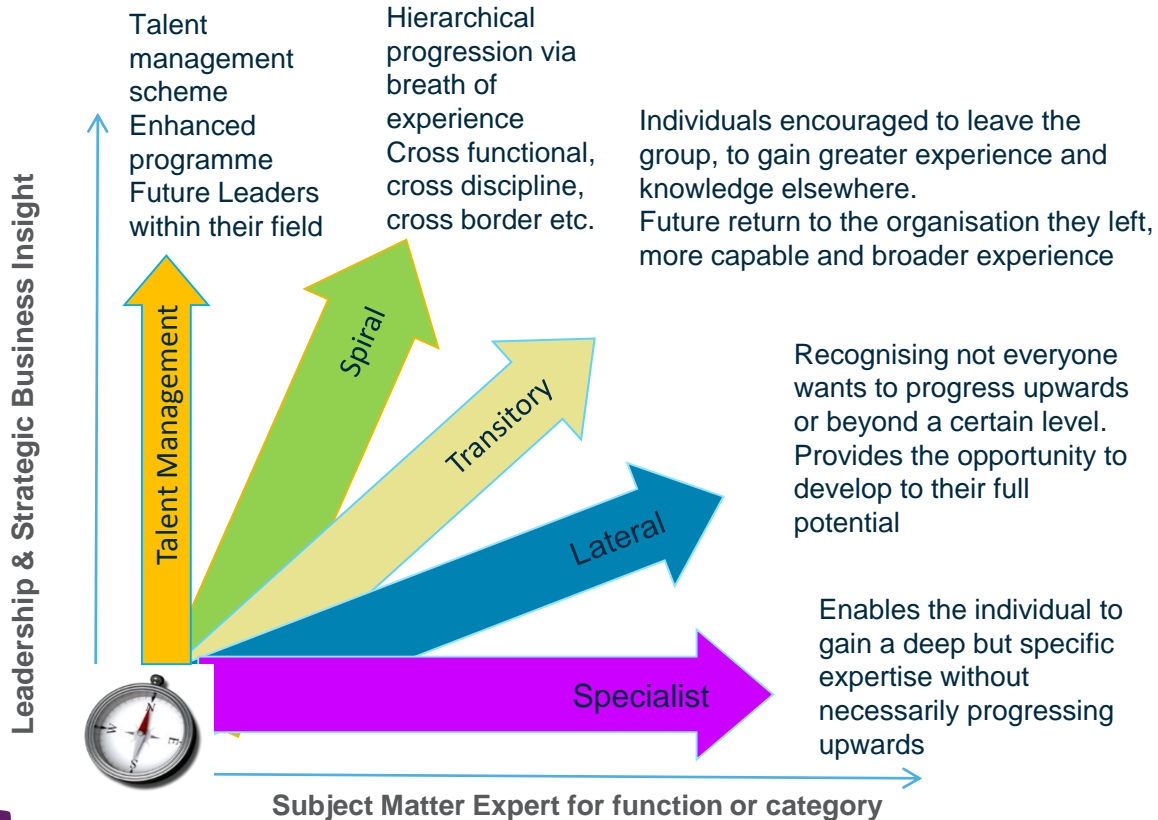 Talent
management
scheme
Enhanced
programme
Future Leaders
within their field
Hierarchical
progression via
breath of
experience
Cross functional,
cross discipline,
cross border etc.
Individuals encouraged to leave the
group, to gain greater experience and
knowledge elsewhere.
Future return to the organisation they left,
more capable and broader experience
Recognising not everyone
wants to progress upwards
or beyond a certain level.
Provides the opportunity to
develop to their full
potential
Enables the individual to
gain a deep but specific
expertise without
necessarily progressing
upwards
Leadership & Strategic Business Insight
Talent Management
Spiral
Transitory
Lateral
Specialist
N
W
E
S
Subject Matter Expert for function or category